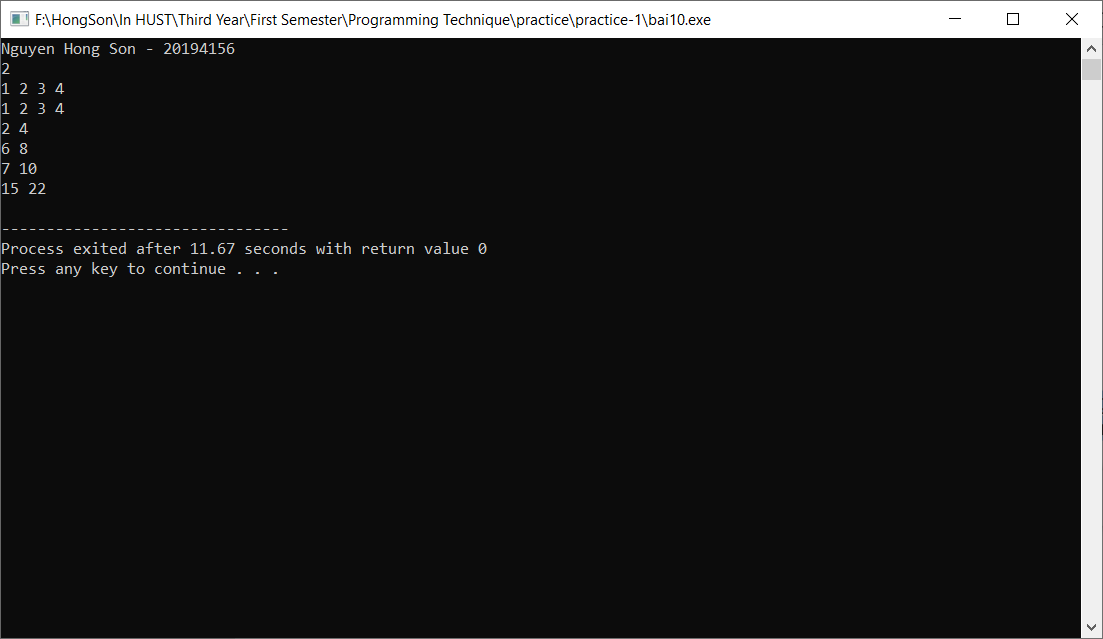 F:\HongSon\In HUST\Third Year\First Semester\Programming Technique\practice\practice-1\bai10.exe
Nguyen Hong Son - 20194156
2
1 2 3 4
1 2 3 4
2 4
6 8
7 10
15 22
--------------------------------
Process exited after 11.67 seconds with return value 0
Press any key to continue . . .